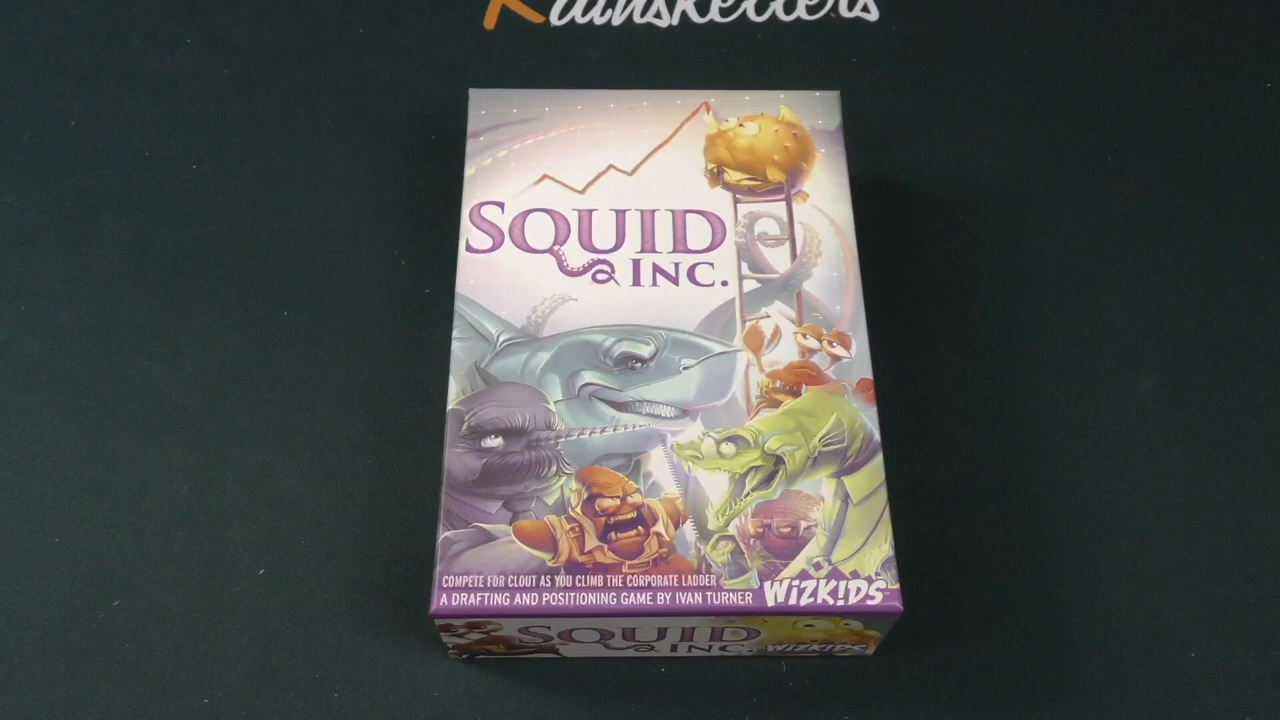 SQUID
INC.
COMPETE FOR CLOUT AS YOU CLIMB THE CORPORATE LADDER
A DRAFTING AND POSITIONING GAME BY IVAN TURNER
WIZKIDS™
SQUID
INC.
WIZKIDS